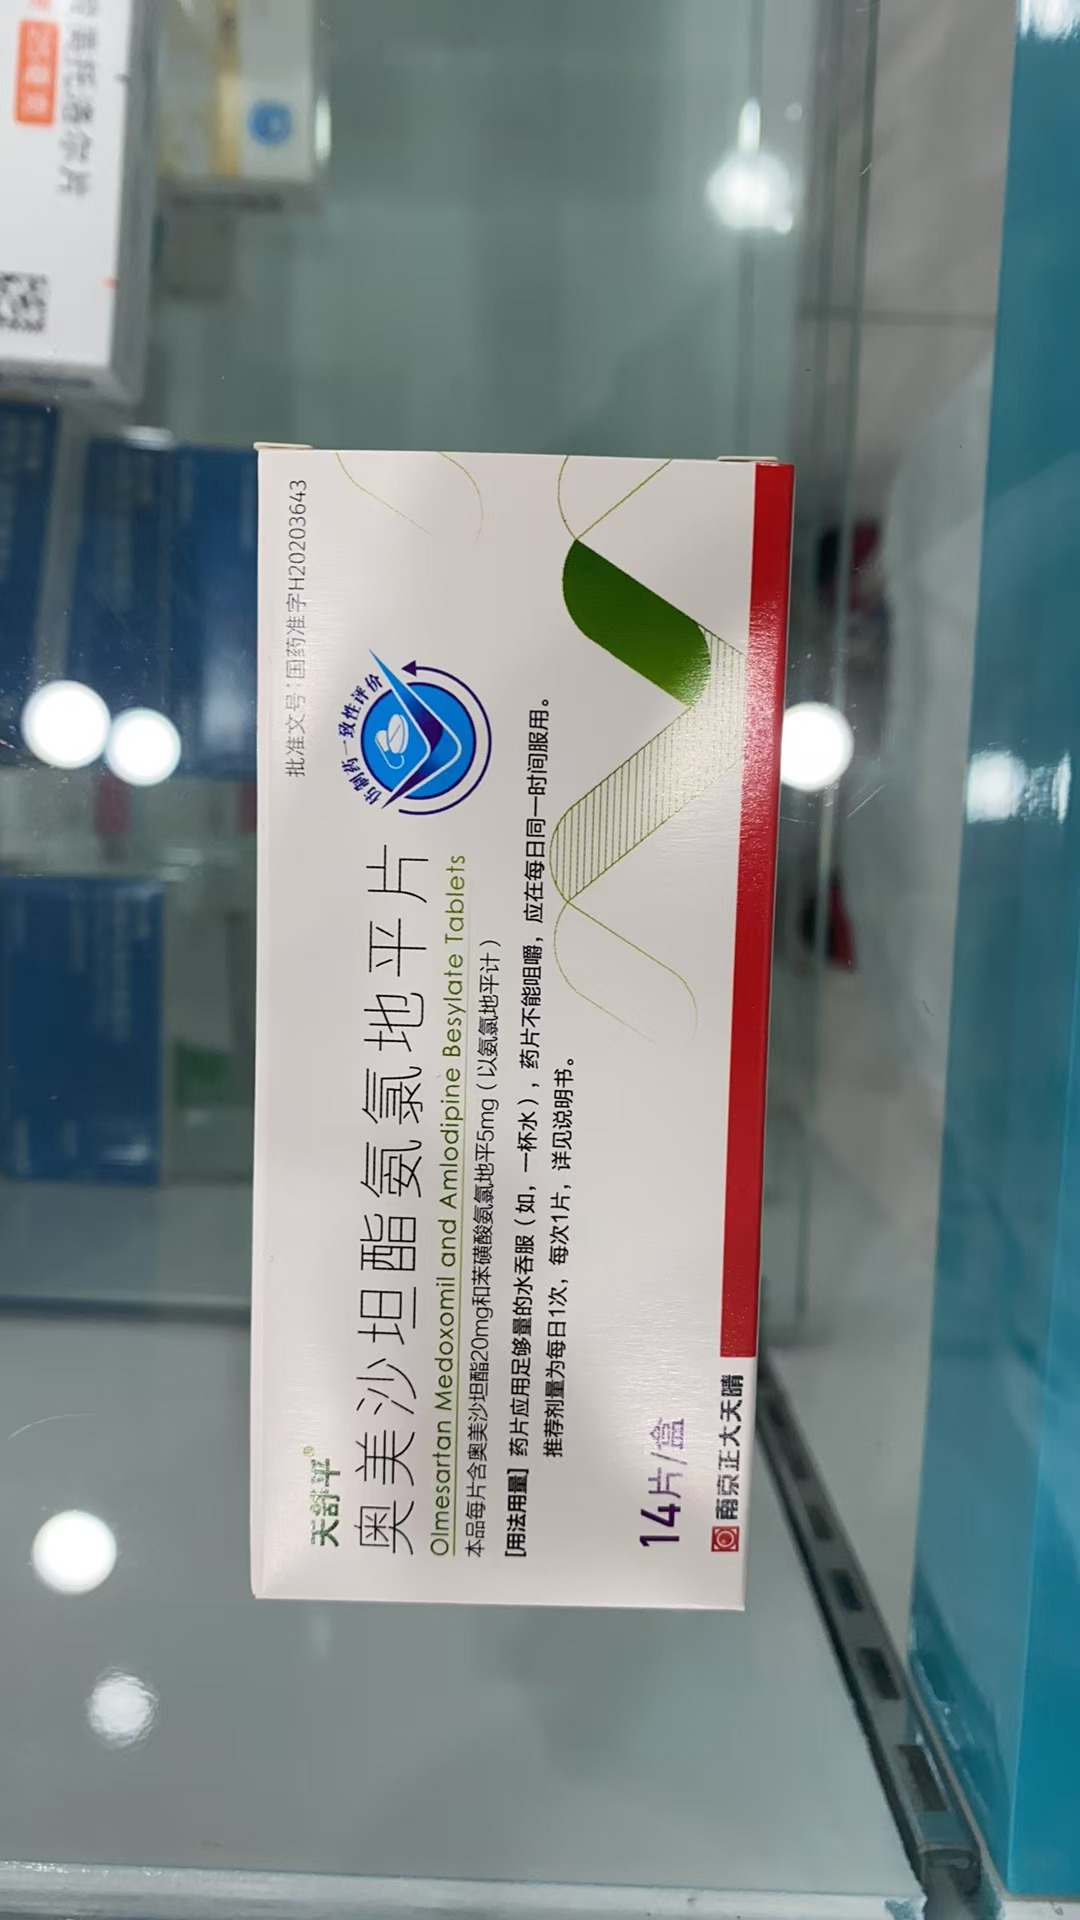 批准文号:国药准字H20203643
天舒平®
奥美沙坦酯氨氯地平片
仿制药一致性评价
Olmesartan Medoxomil and Amlodipine Besylate Tablets
本品每片含奥美沙坦酯20mg和苯磺酸氨氯地平5mg（以氨氯地平计）
[用法用量] 药片应用足够量的水吞服（如，一杯水），药片不能咀嚼，应在每日同一时间服用。
推荐剂量为每日1次，每次1片，详见说明书。
14片/盒
南京正大天晴